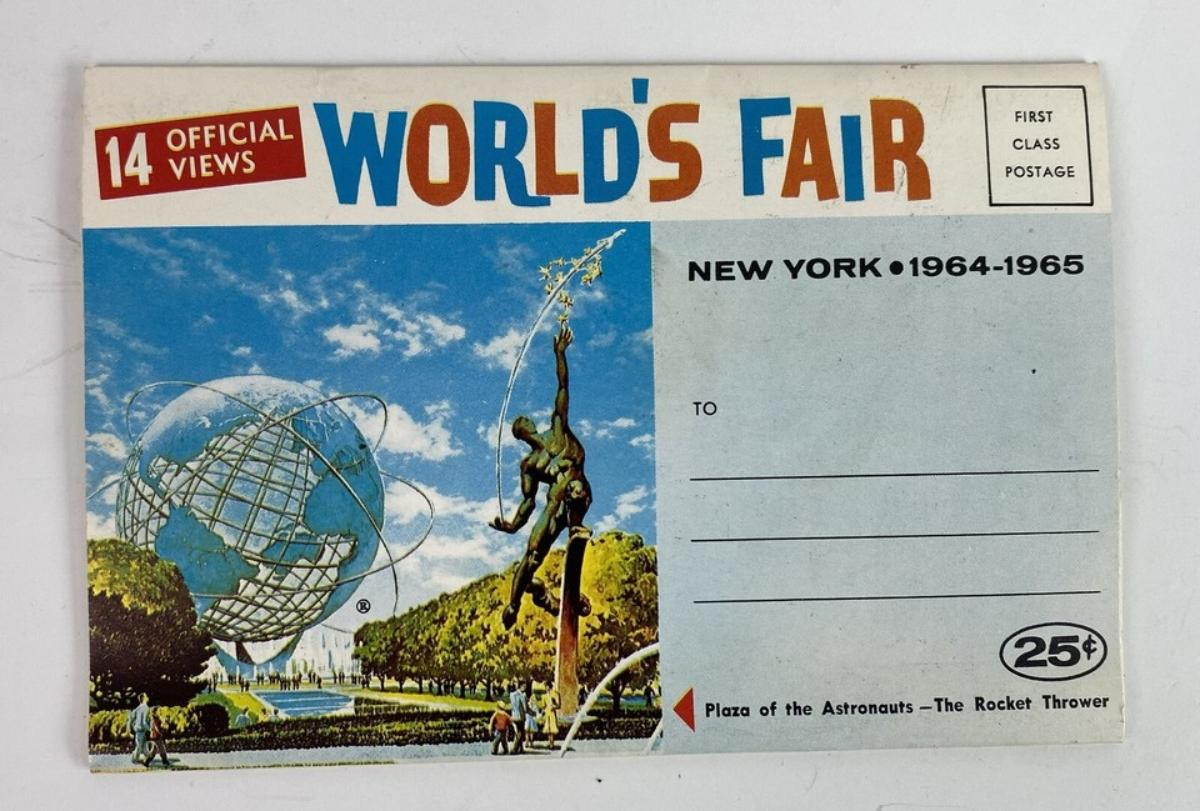 14 OFFICIAL
VIEWS
WORLD'S FAIR
FIRST
CLASS
POSTAGE
NEW YORK • 1964-1965
TO
®
25¢
Plaza of the Astronauts — The Rocket Thrower